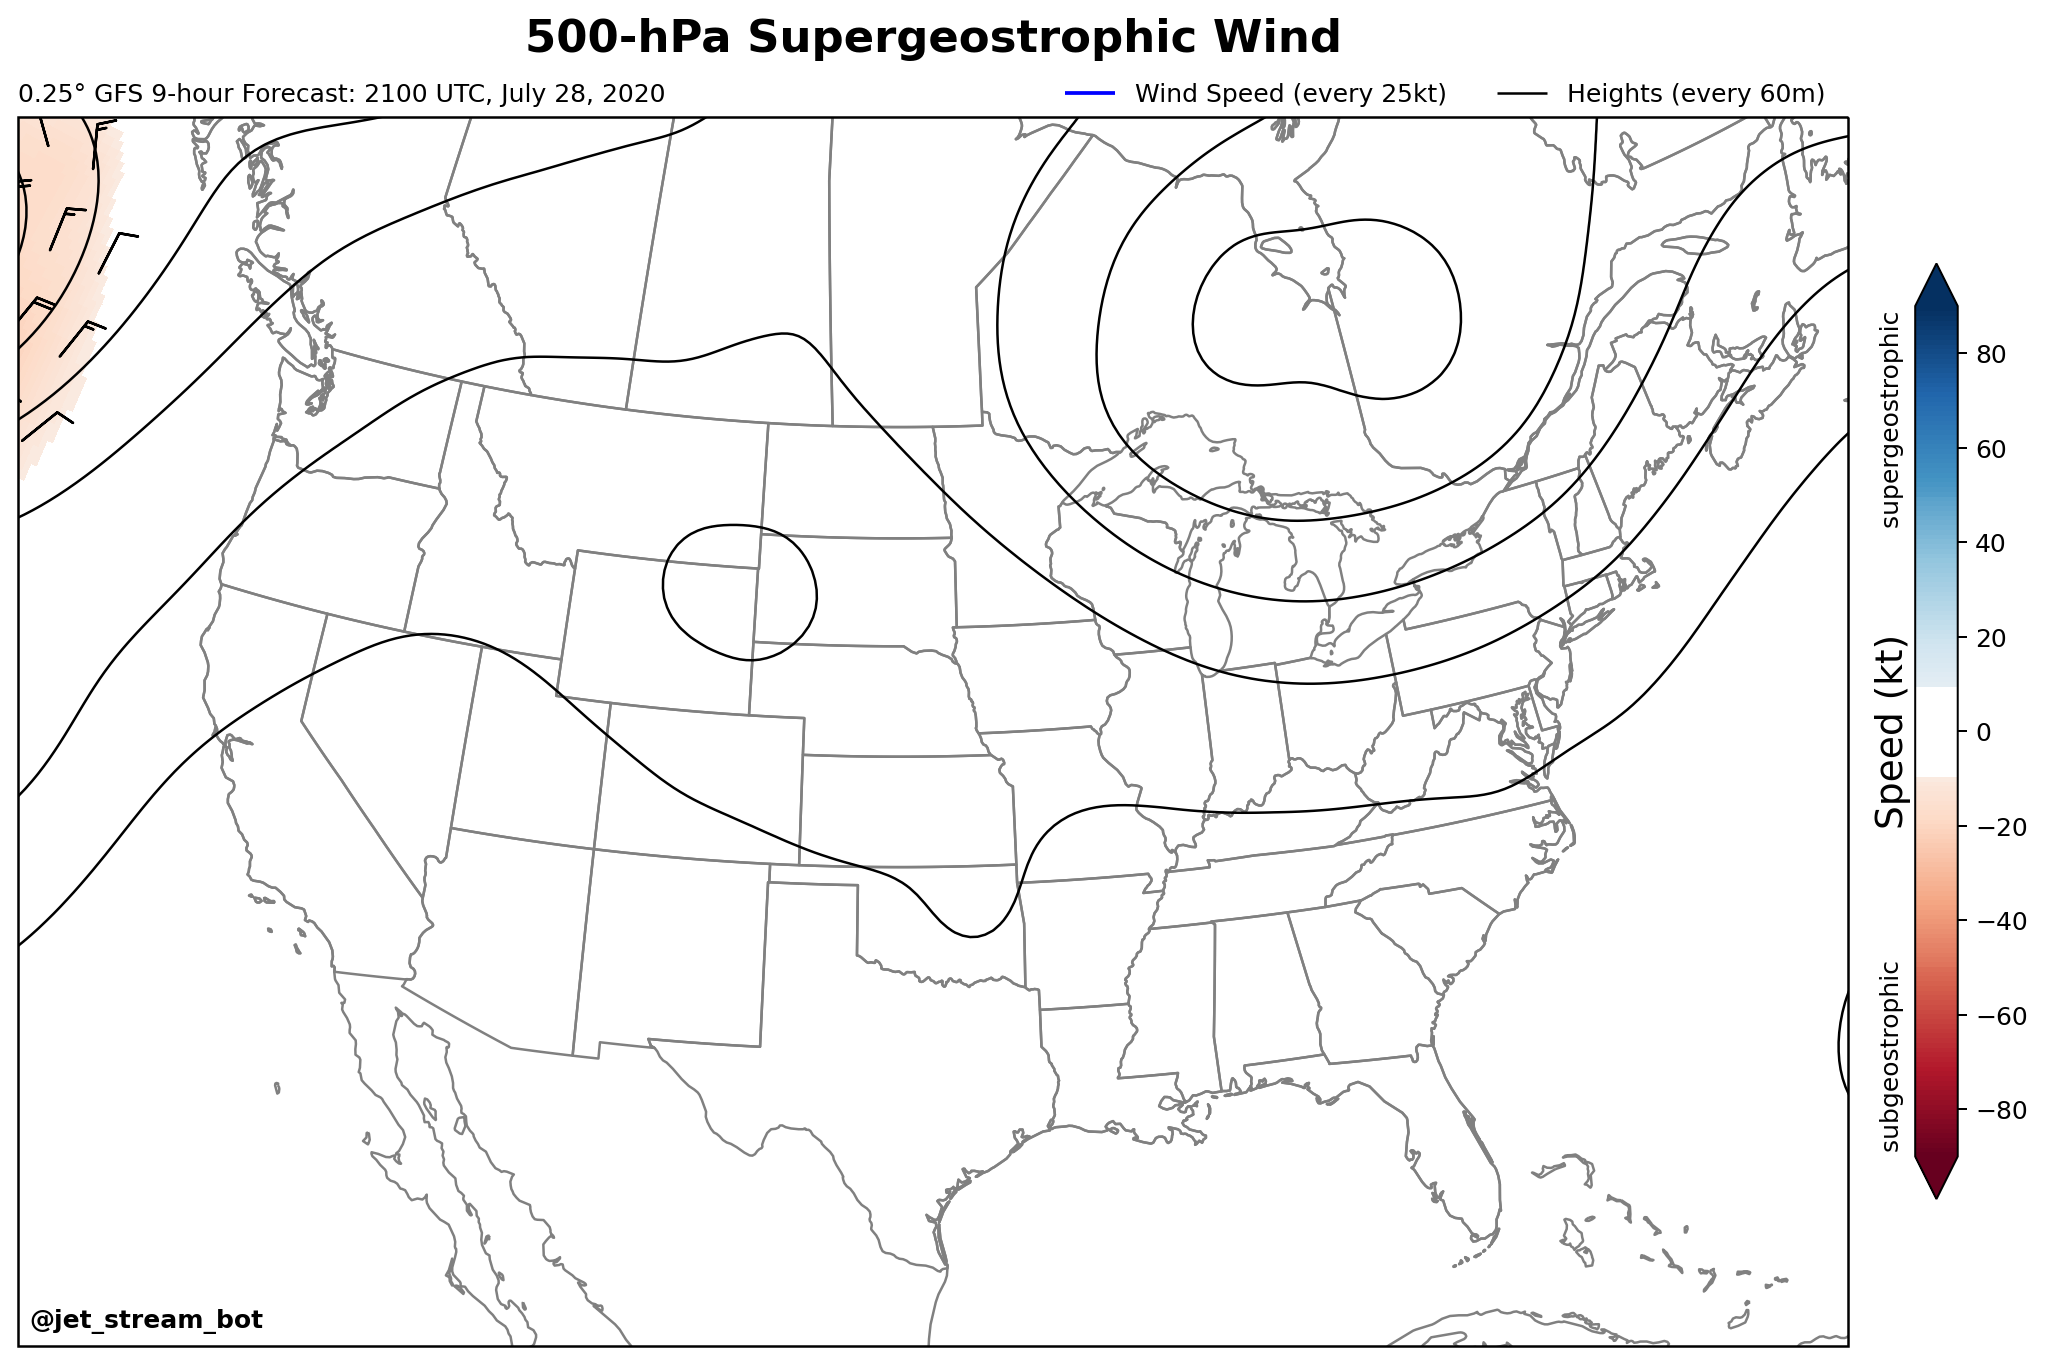 500-hPa Supergeostrophic Wind
0.25° GFS 9-hour Forecast: 2100 UTC, July 28, 2020
Wind Speed (every 25kt)
Heights (every 60m)
supergeostrophic
Speed (kt)
subgeostrophic
80
60
40
20
0
−20
−40
−60
−80
@jet_stream_bot